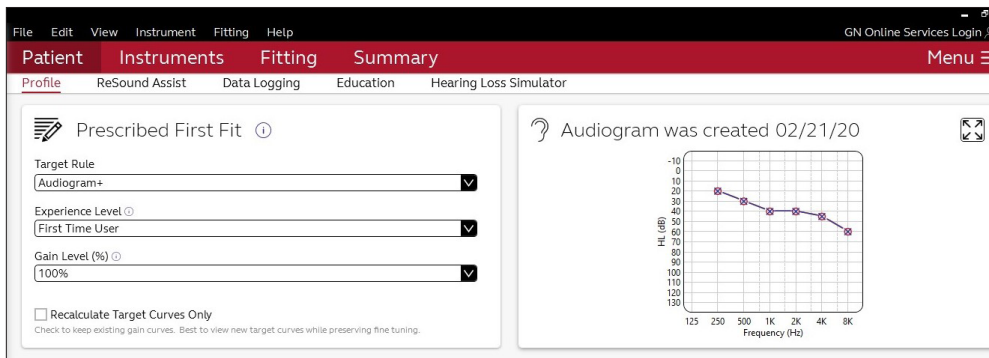 File Edit View Instrument Fitting Help GN Online Services Login
Patient Instruments Fitting Summary Menu
Profile ReSound Assist Data Logging Education Hearing Loss Simulator
Prescribed First Fit
Target Rule
Audiogram+
Experience Level
First Time User
Gain Level (%)
100%
Recalculate Target Curves Only
Check to keep existing gain curves. Best to view new target curves while preserving fine tuning.
Audiogram was created 02/21/20
-10
0
10
20
30
40
50
60
70
80
90
100
110
120
130
HL (dB)
125 250 500 1K 2K 4K 8K
Frequency (Hz)